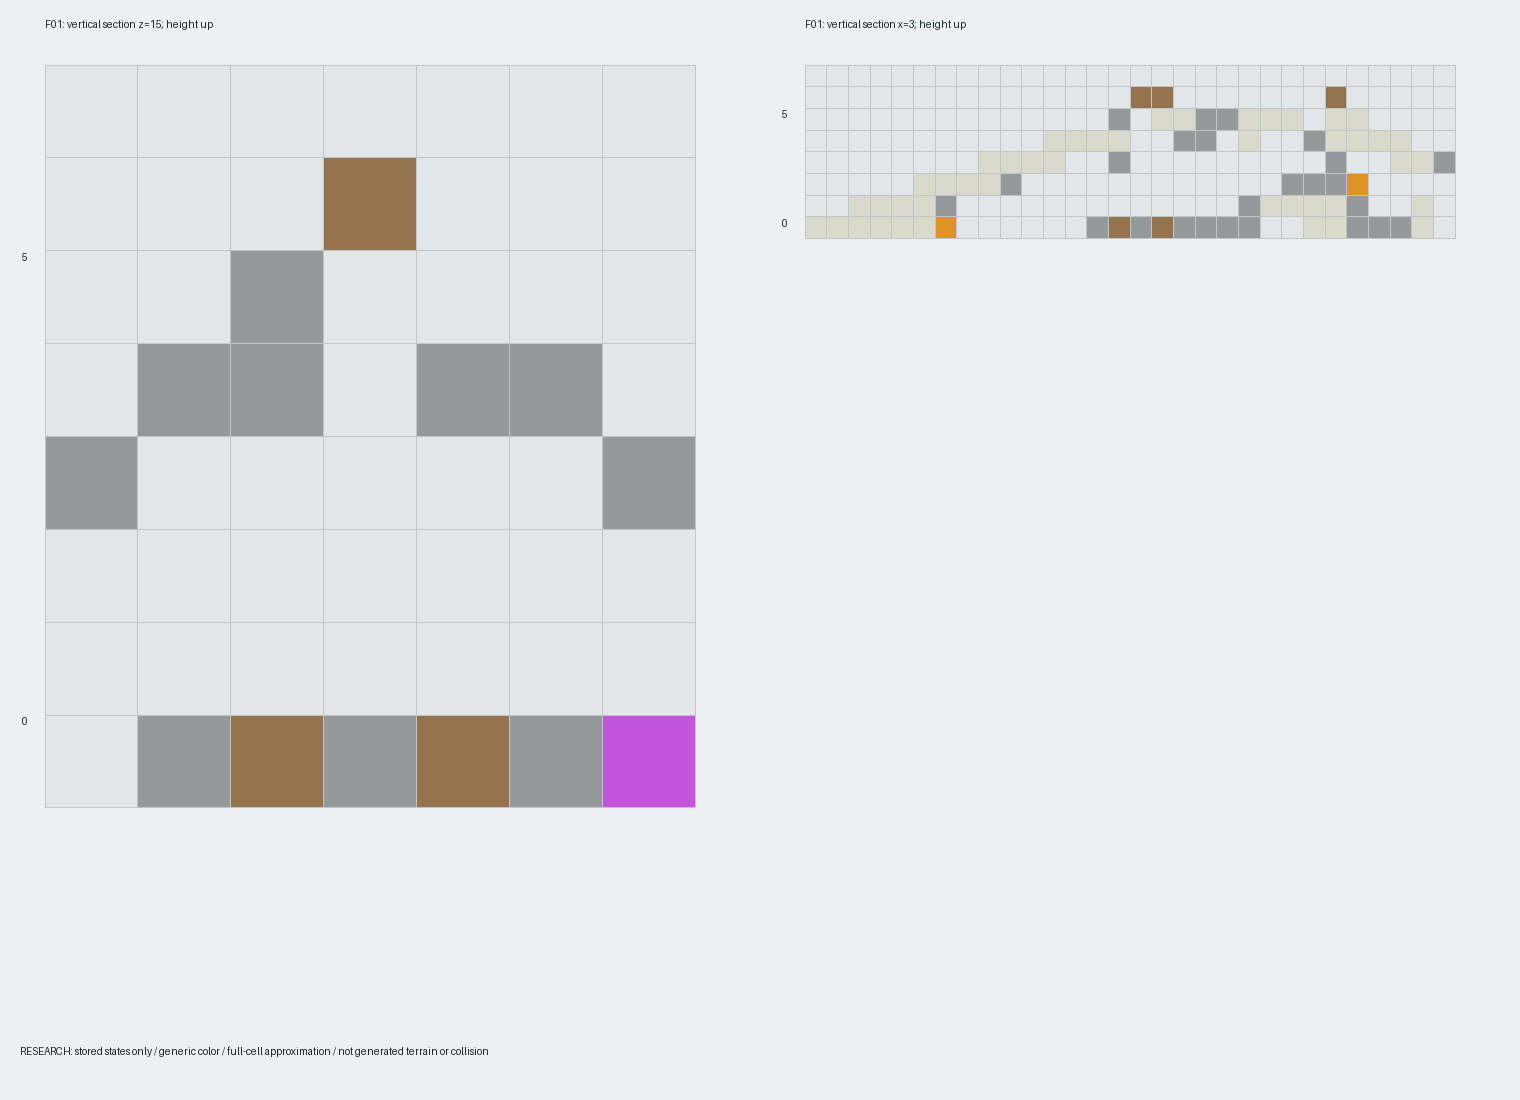 F01: vertical section z=15; height up
F01: vertical section x=3; height up
5
0
5
0
RESEARCH: stored states only / generic color / full-cell approximation / not generated terrain or collision